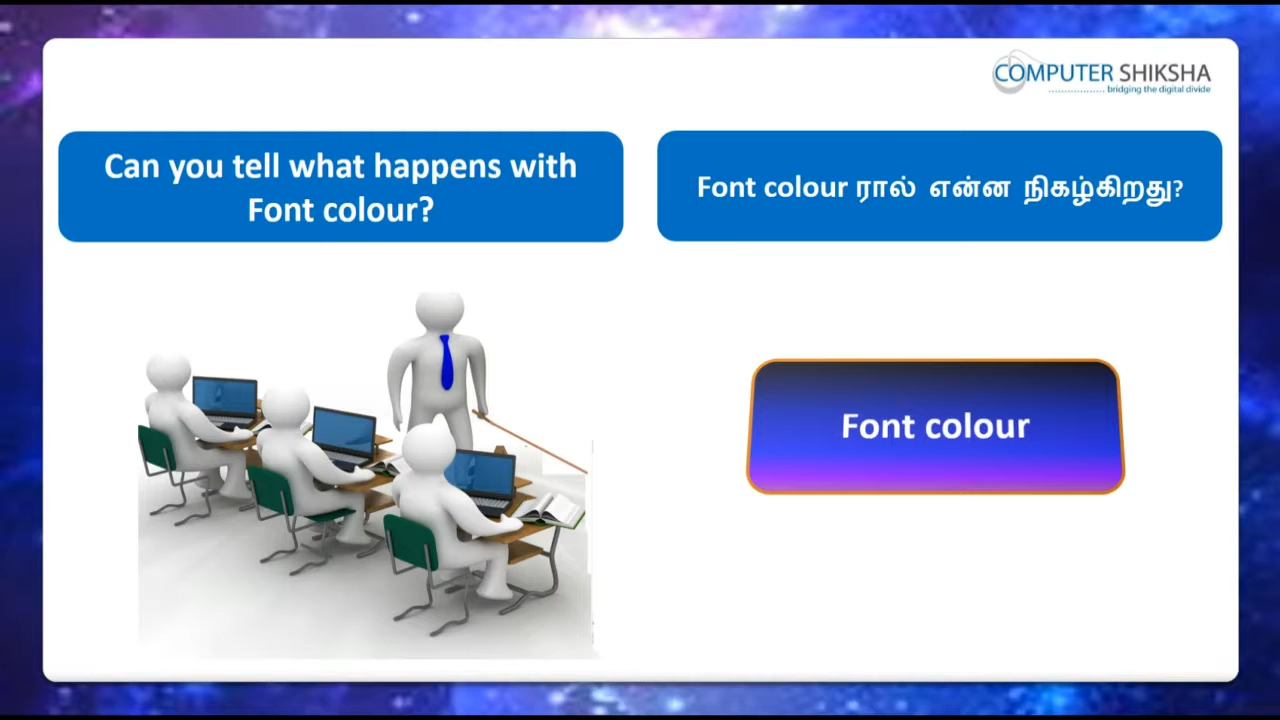 COMPUTER SHIKSHA
bridging the digital divide
Can you tell what happens with
Font colour?
Font colour ரால் என்ன நிகழ்கிறது?
Font colour